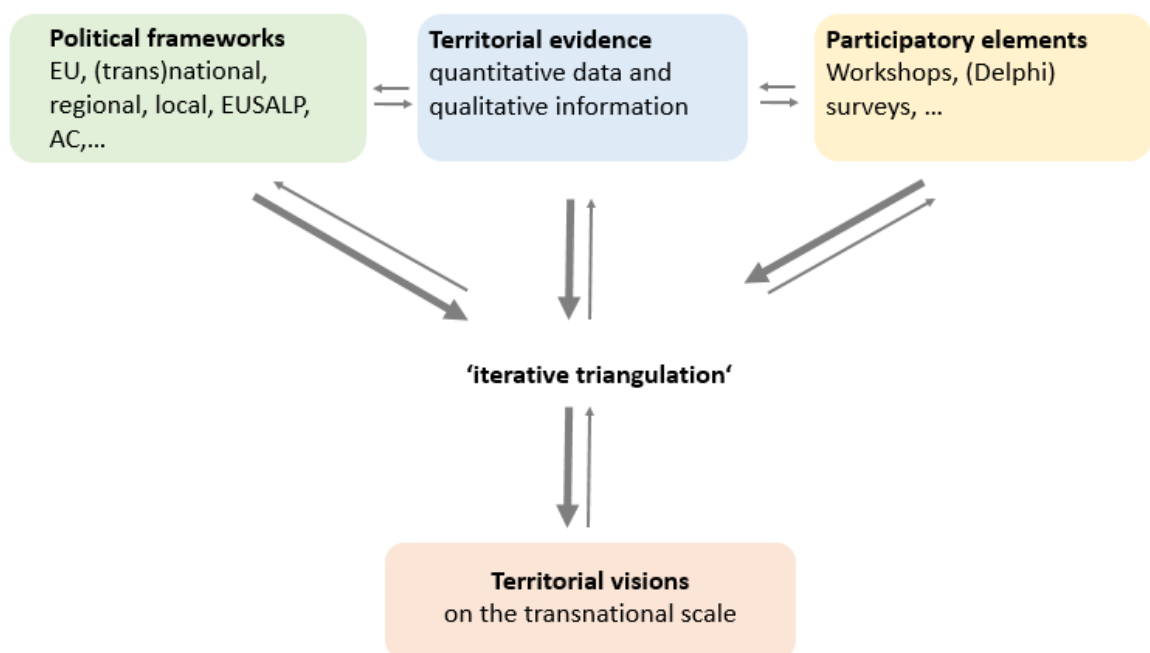 Political frameworks
EU, (trans)national,
regional, local, EUSALP,
AC,...
Territorial evidence
quantitative data and
qualitative information
Participatory elements
Workshops, (Delphi)
surveys, ...
‘iterative triangulation‘
Territorial visions
on the transnational scale